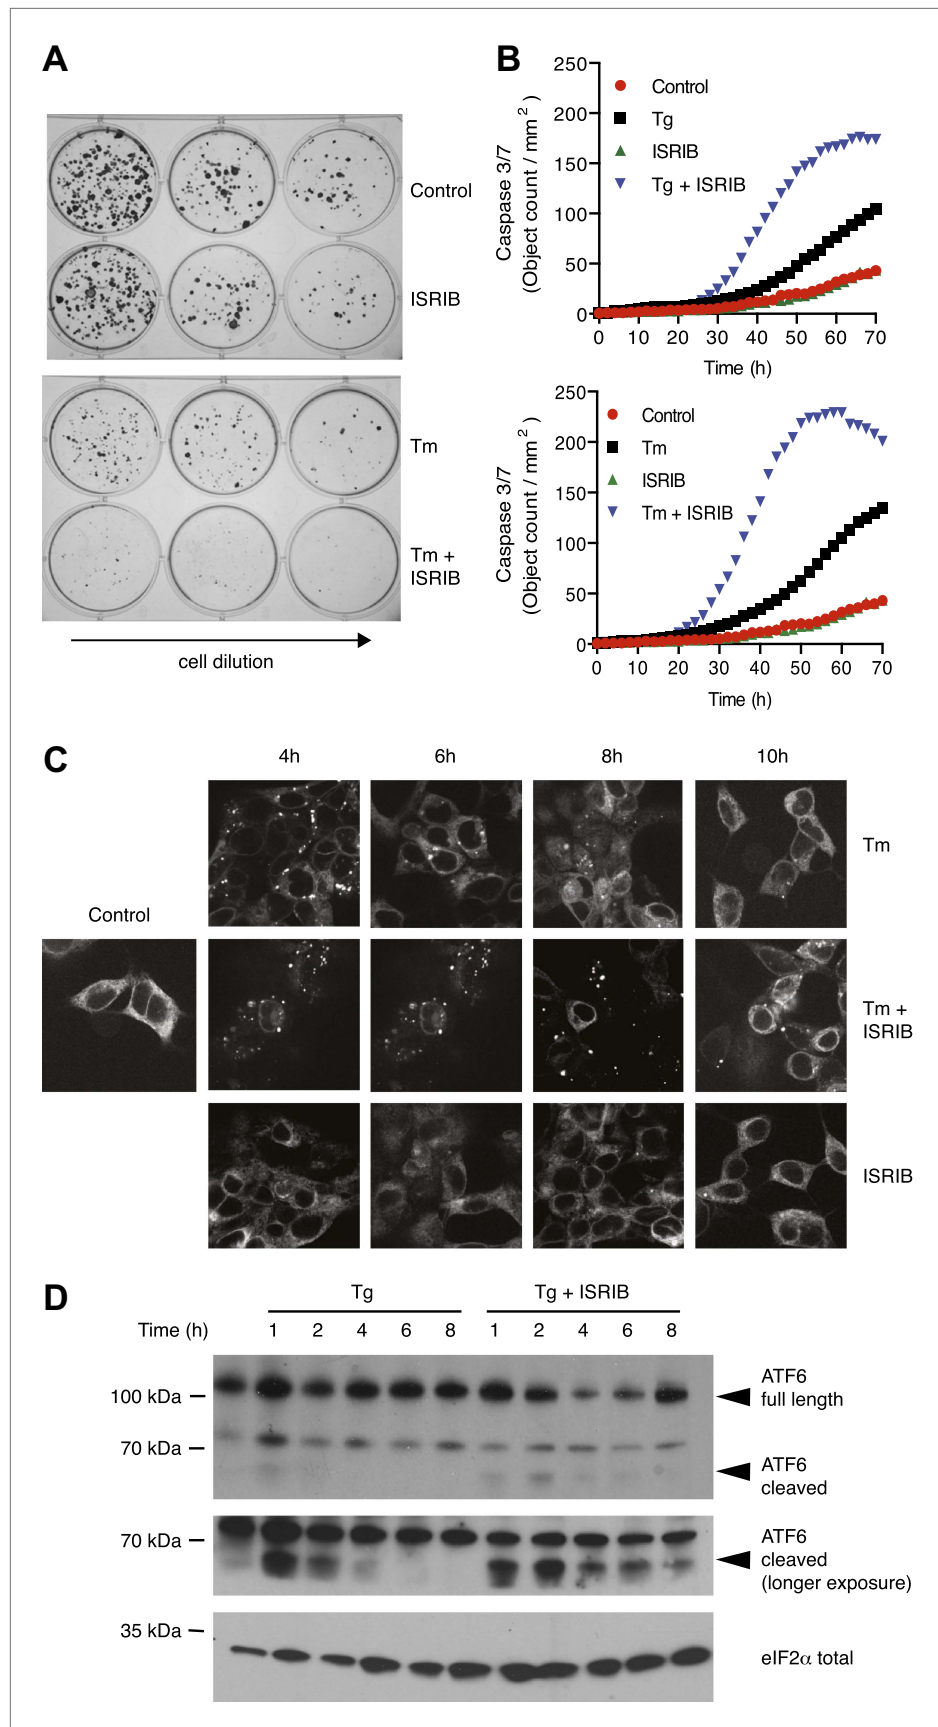 A
Control
ISRIB
Tm
Tm +
ISRIB
cell dilution
B
250
200
150
100
50
0
Caspase 3/7
(Object count / mm 2 )
Control
Tg
ISRIB
Tg + ISRIB
0 10 20 30 40 50 60 70
Time (h)
250
200
150
100
50
0
Caspase 3/7
(Object count / mm 2 )
Control
Tm
ISRIB
Tm + ISRIB
0 10 20 30 40 50 60 70
Time (h)
C
4h 6h 8h 10h
Tm
Control
Tm +
ISRIB
ISRIB
D
Tg Tg + ISRIB
Time (h) 1 2 4 6 8 1 2 4 6 8
100 kDa
ATF6
full length
70 kDa
ATF6
cleaved
70 kDa
ATF6
cleaved
(longer exposure)
35 kDa
eIF2α total